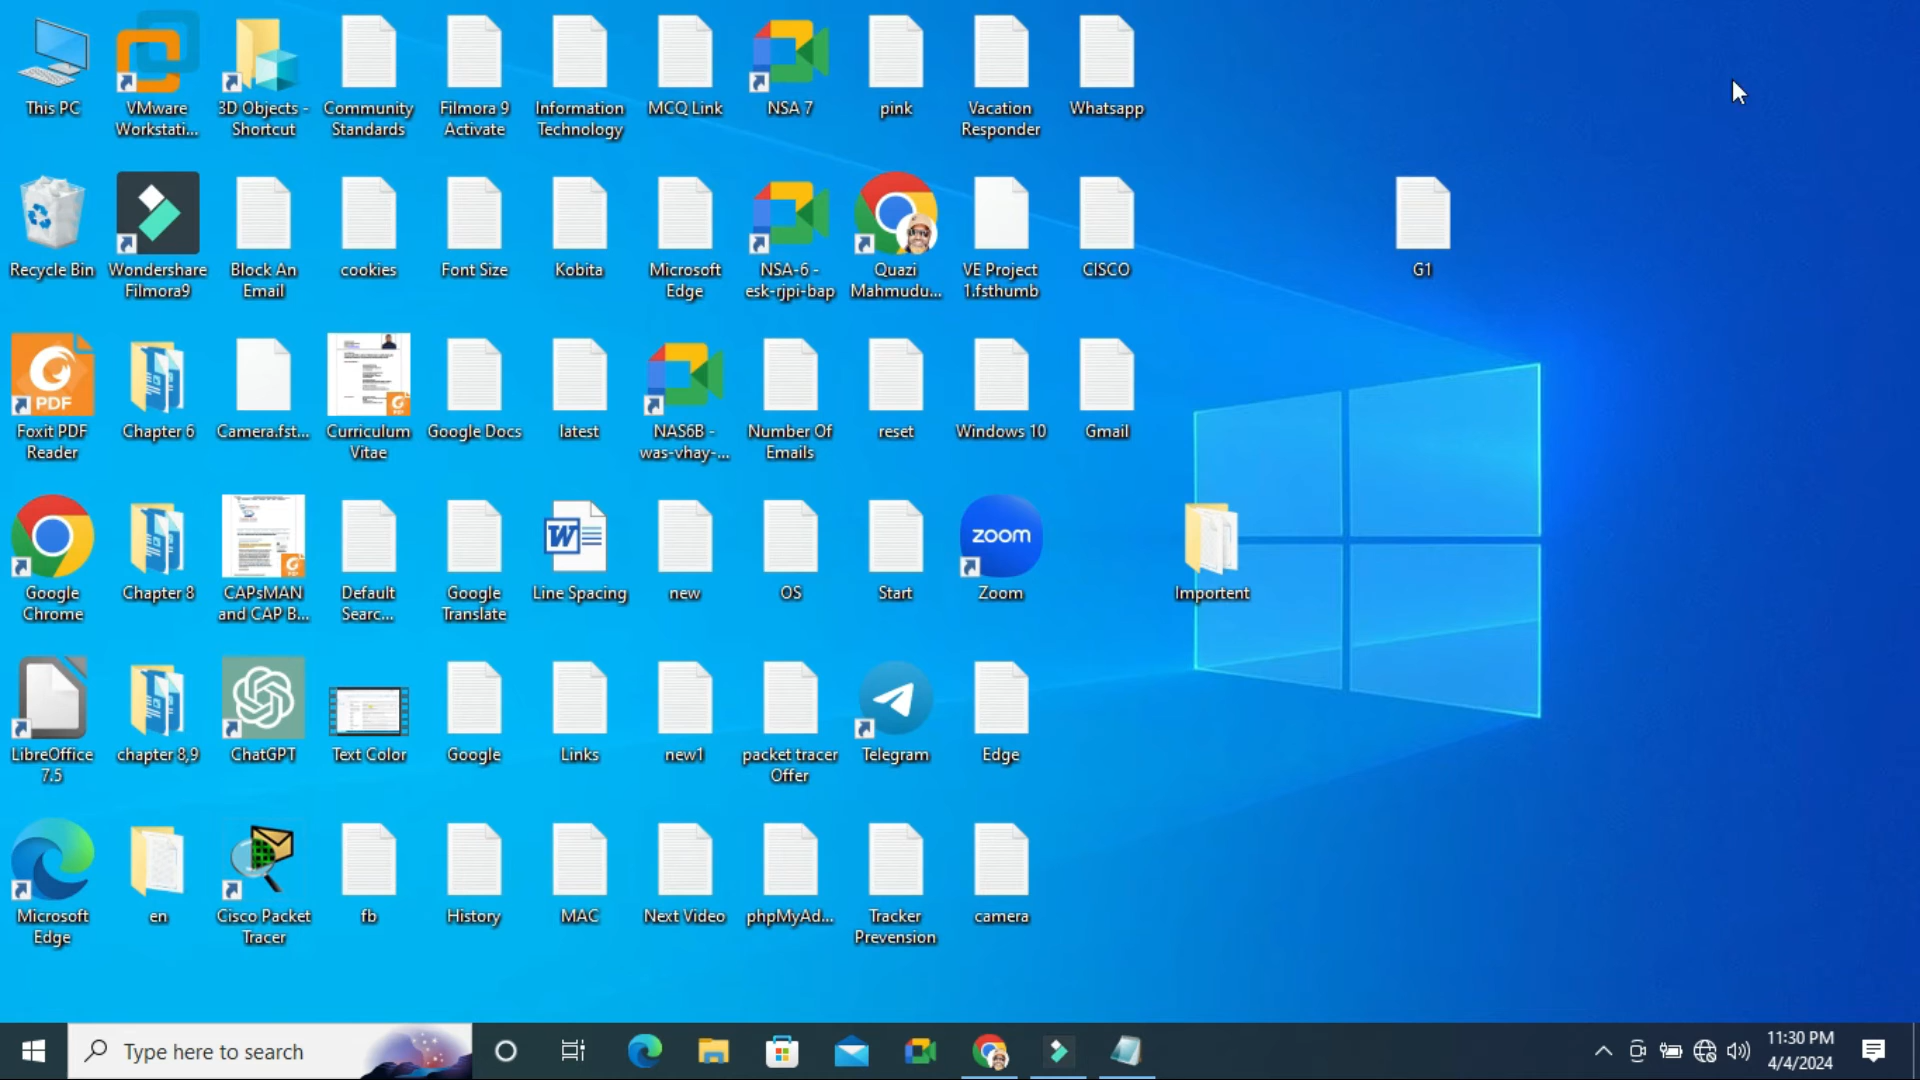 This PC
VMware
Workstati...
3D Objects -
Shortcut
Community
Standards
Filmora 9
Activate
Information
Technology
MCQ Link
NSA 7
pink
Vacation
Responder
Whatsapp
Recycle Bin
Wondershare
Filmora9
Block An
Email
cookies
Font Size
Kobita
Microsoft
Edge
NSA-6 -
esk-rjpi-bap
Quazi
Mahmudu...
VE Project
1.fsthumb
CISCO
G1
PDF
Foxit PDF
Reader
Chapter 6
Camera.fst...
Curriculum
Vitae
Google Docs
latest
NAS6B -
was-vhay-...
Number Of
Emails
reset
Windows 10
Gmail
Google
Chrome
Chapter 8
CAPsMAN
and CAP B...
Default
Searc...
Google
Translate
W
Line Spacing
new
OS
Start
zoom
Zoom
Importent
LibreOffice
7.5
chapter 8,9
ChatGPT
Text Color
Google
Links
new1
packet tracer
Offer
Telegram
Edge
Microsoft
Edge
en
Cisco Packet
Tracer
fb
History
MAC
Next Video
phpMyAd...
Tracker
Prevension
camera
Type here to search
11:30 PM
4/4/2024